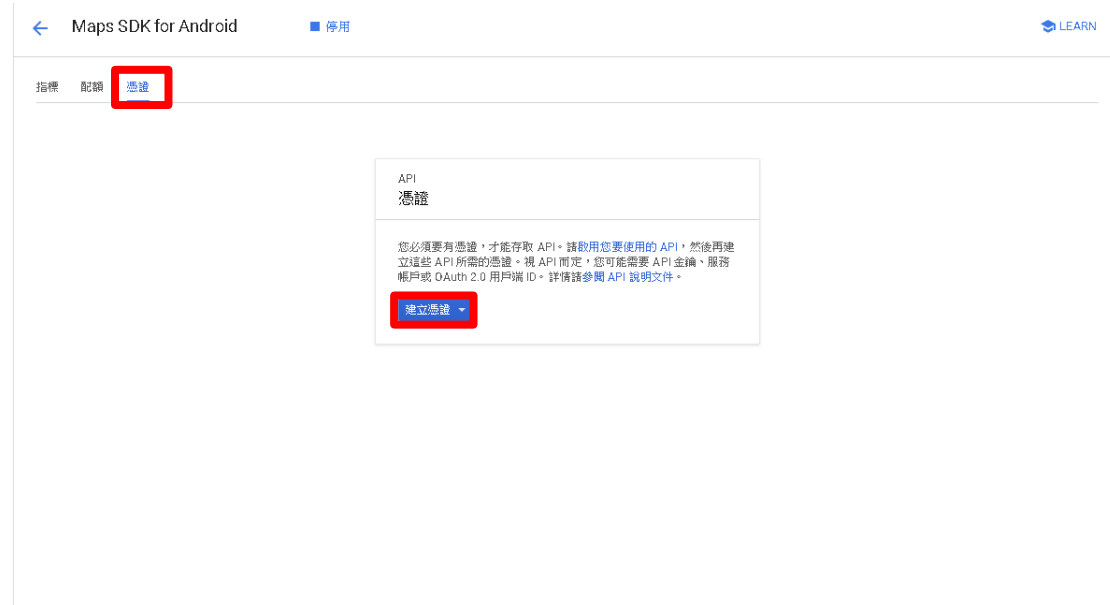 Maps SDK for Android
停用
LEARN
指標 配額 憑證
API
憑證
您必須要有憑證，才能存取 API。請啟用您要使用的 API，然後再建
立這些 API 所需的憑證。視 API 而定，您可能需要 API 金鑰、服務
帳戶或 OAuth 2.0 用戶端 ID。詳情請參閱 API 說明文件。
建立憑證